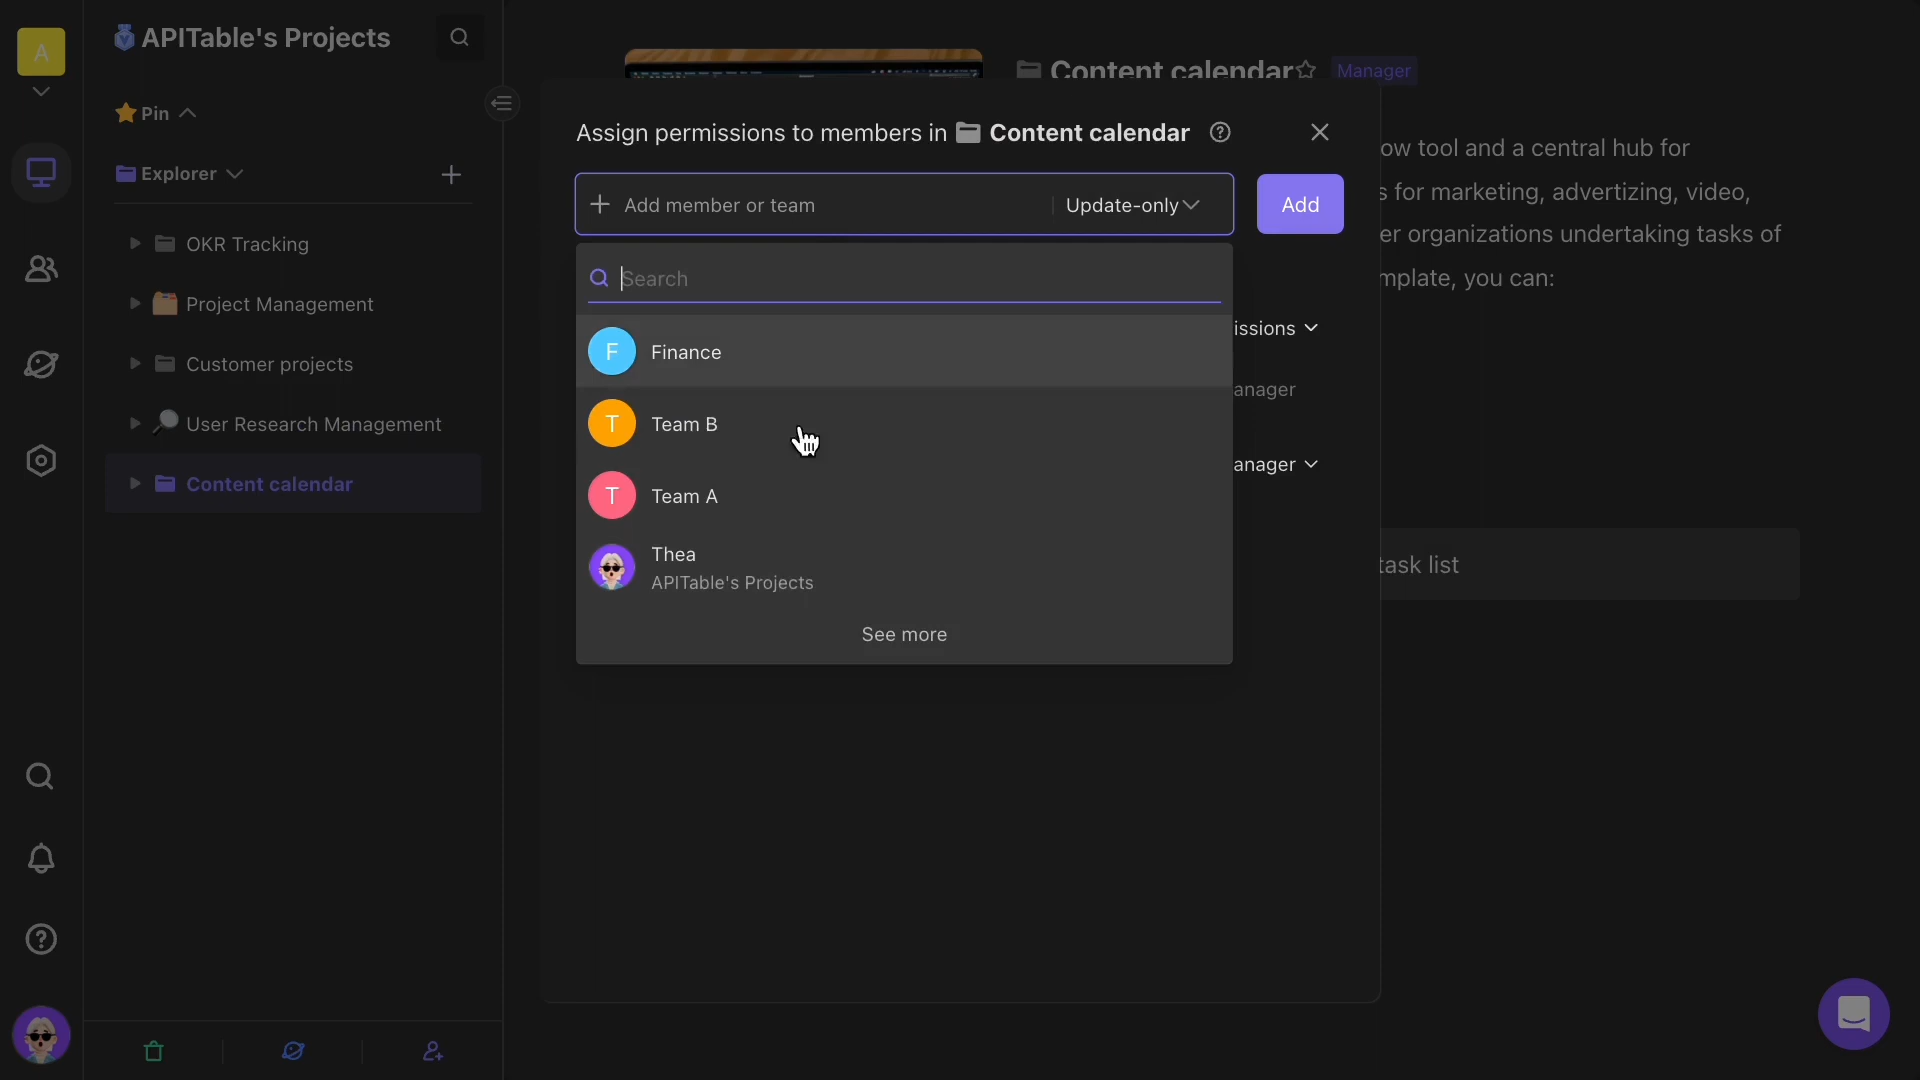 A
APITable's Projects
Pin
Explorer
OKR Tracking
Project Management
Customer projects
User Research Management
Content calendar
Content calendar
Manager
ow tool and a central hub for
s for marketing, advertizing, video,
er organizations undertaking tasks of
mplate, you can:
task list
Assign permissions to members in Content calendar
Add member or team
Update-only
Add
Search
F
Finance
T
Team B
T
Team A
Thea
APITable's Projects
See more
issions
anager
anager